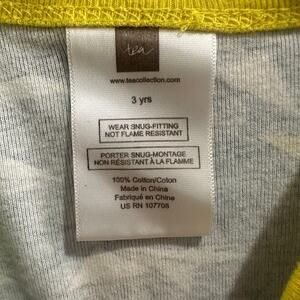 tea
www.teacollection.com
3 yrs
WEAR SNUG-FITTING
NOT FLAME RESISTANT
PORTER SNUG-MONTAGE
NON RÉSISTANT À LA FLAMME
100% Cotton/Coton
Made in China
Fabriqué en Chine
US RN 107708